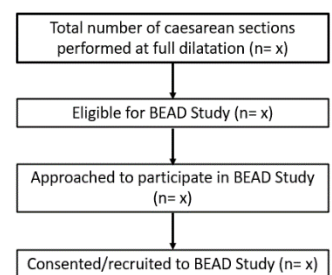 Total number of caesarean sections
performed at full dilatation (n= x)
Eligible for BEAD Study (n= x)
Approached to participate in BEAD Study
(n= x)
Consented/recruited to BEAD Study (n= x)